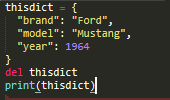 thisdict = {
  "brand": "Ford",
  "model": "Mustang",
  "year": 1964
}
del thisdict
print(thisdict)